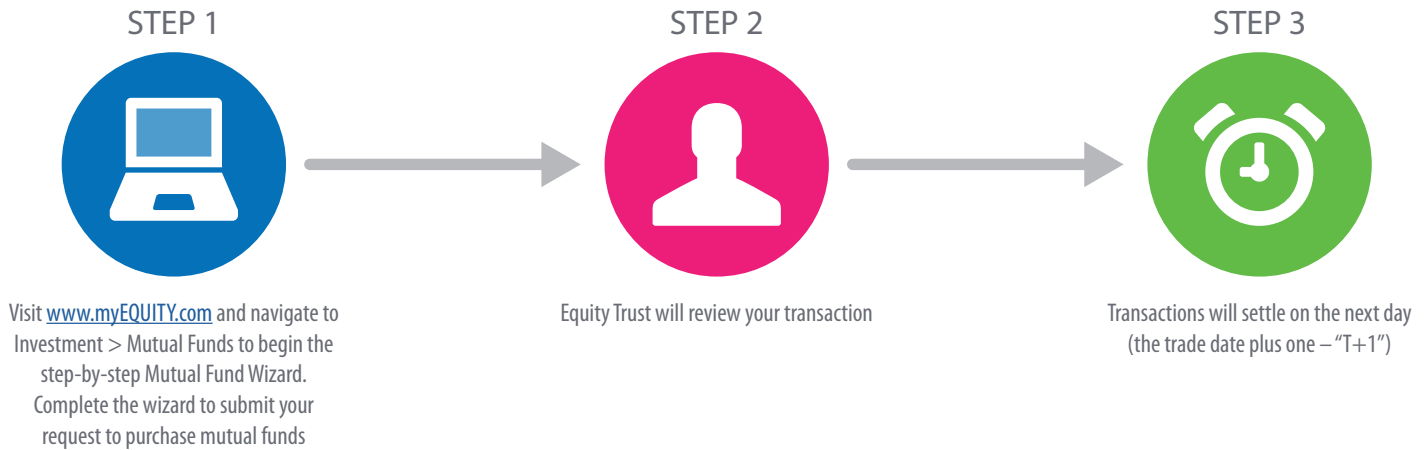 STEP 1
Visit www.myEQUITY.com and navigate to
Investment > Mutual Funds to begin the
step-by-step Mutual Fund Wizard.
Complete the wizard to submit your
request to purchase mutual funds
STEP 2
Equity Trust will review your transaction
STEP 3
Transactions will settle on the next day
(the trade date plus one – “T+1”)